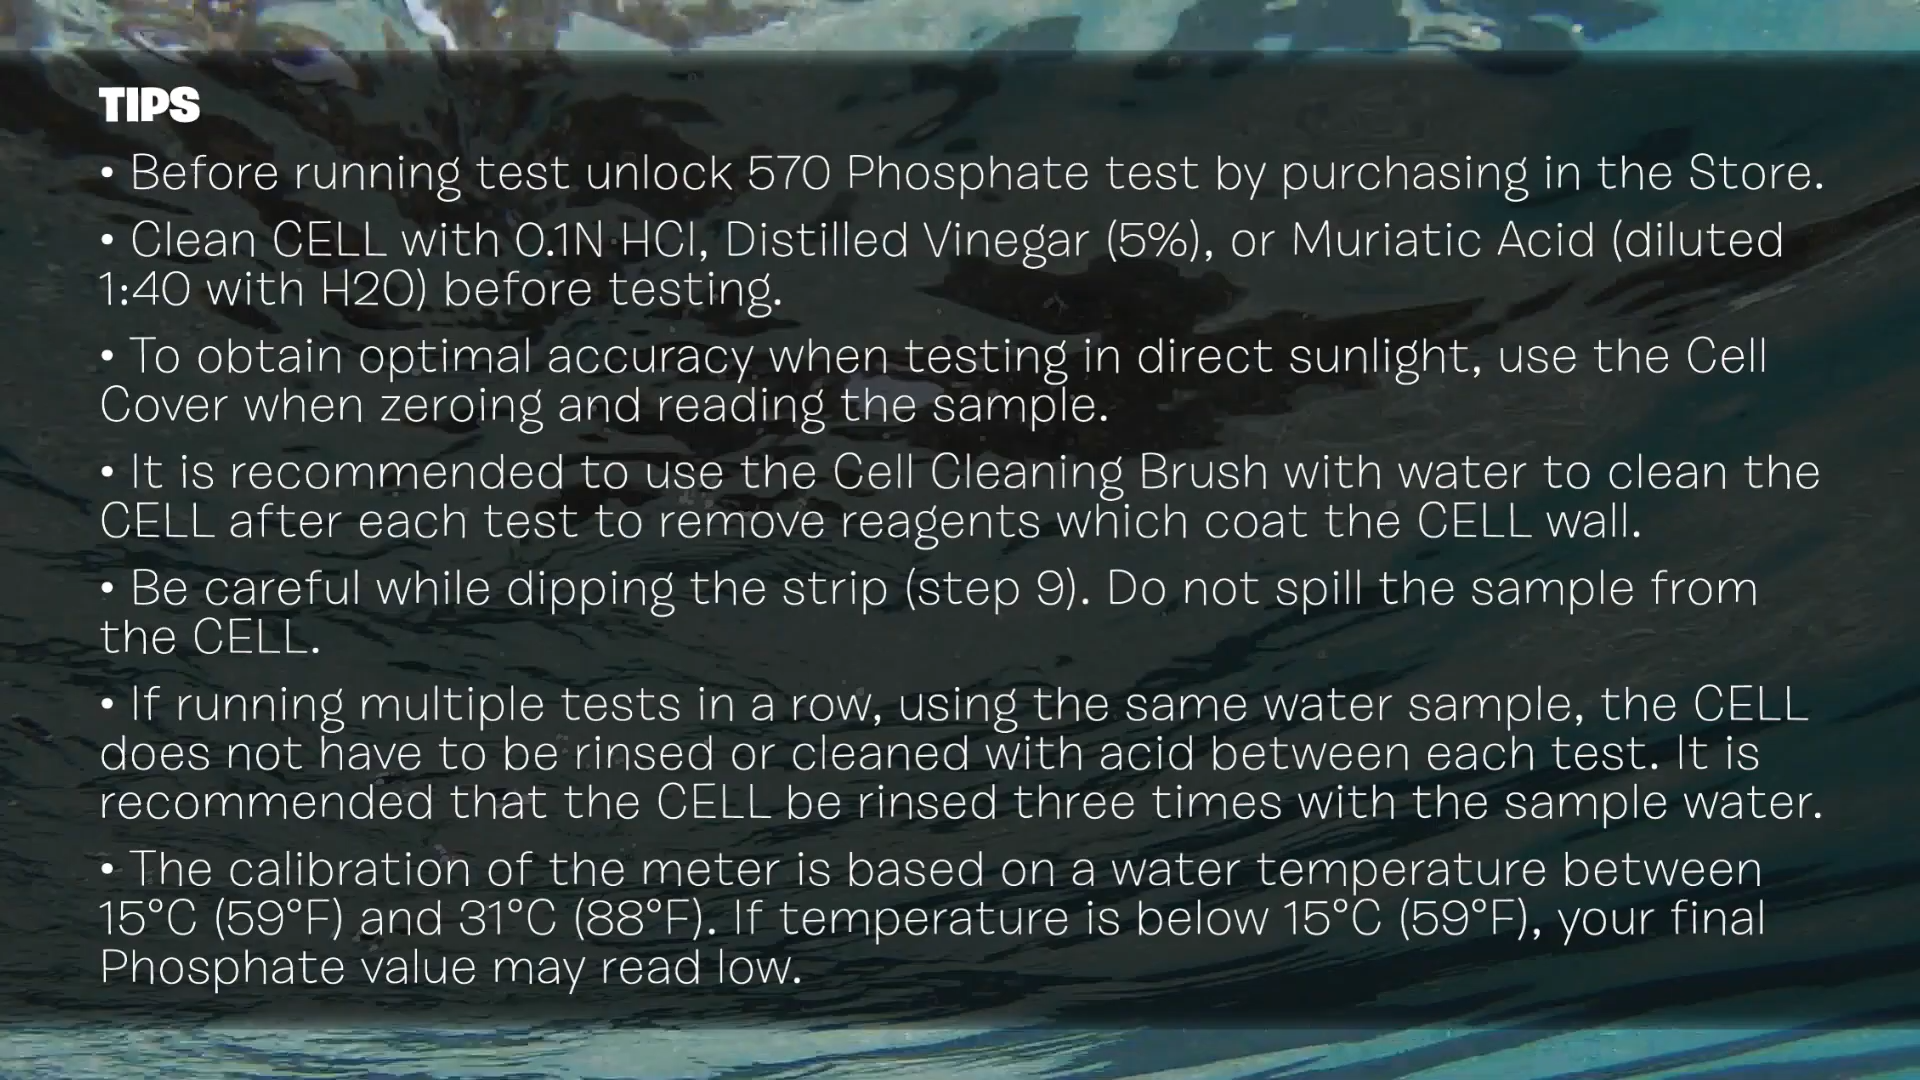 TIPS
• Before running test unlock 570 Phosphate test by purchasing in the Store.
• Clean CELL with 0.1N HCl, Distilled Vinegar (5%), or Muriatic Acid (diluted
1:40 with H2O) before testing.
• To obtain optimal accuracy when testing in direct sunlight, use the Cell
Cover when zeroing and reading the sample.
• It is recommended to use the Cell Cleaning Brush with water to clean the
CELL after each test to remove reagents which coat the CELL wall.
• Be careful while dipping the strip (step 9). Do not spill the sample from
the CELL.
• If running multiple tests in a row, using the same water sample, the CELL
does not have to be rinsed or cleaned with acid between each test. It is
recommended that the CELL be rinsed three times with the sample water.
• The calibration of the meter is based on a water temperature between
15°C (59°F) and 31°C (88°F). If temperature is below 15°C (59°F), your final
Phosphate value may read low.